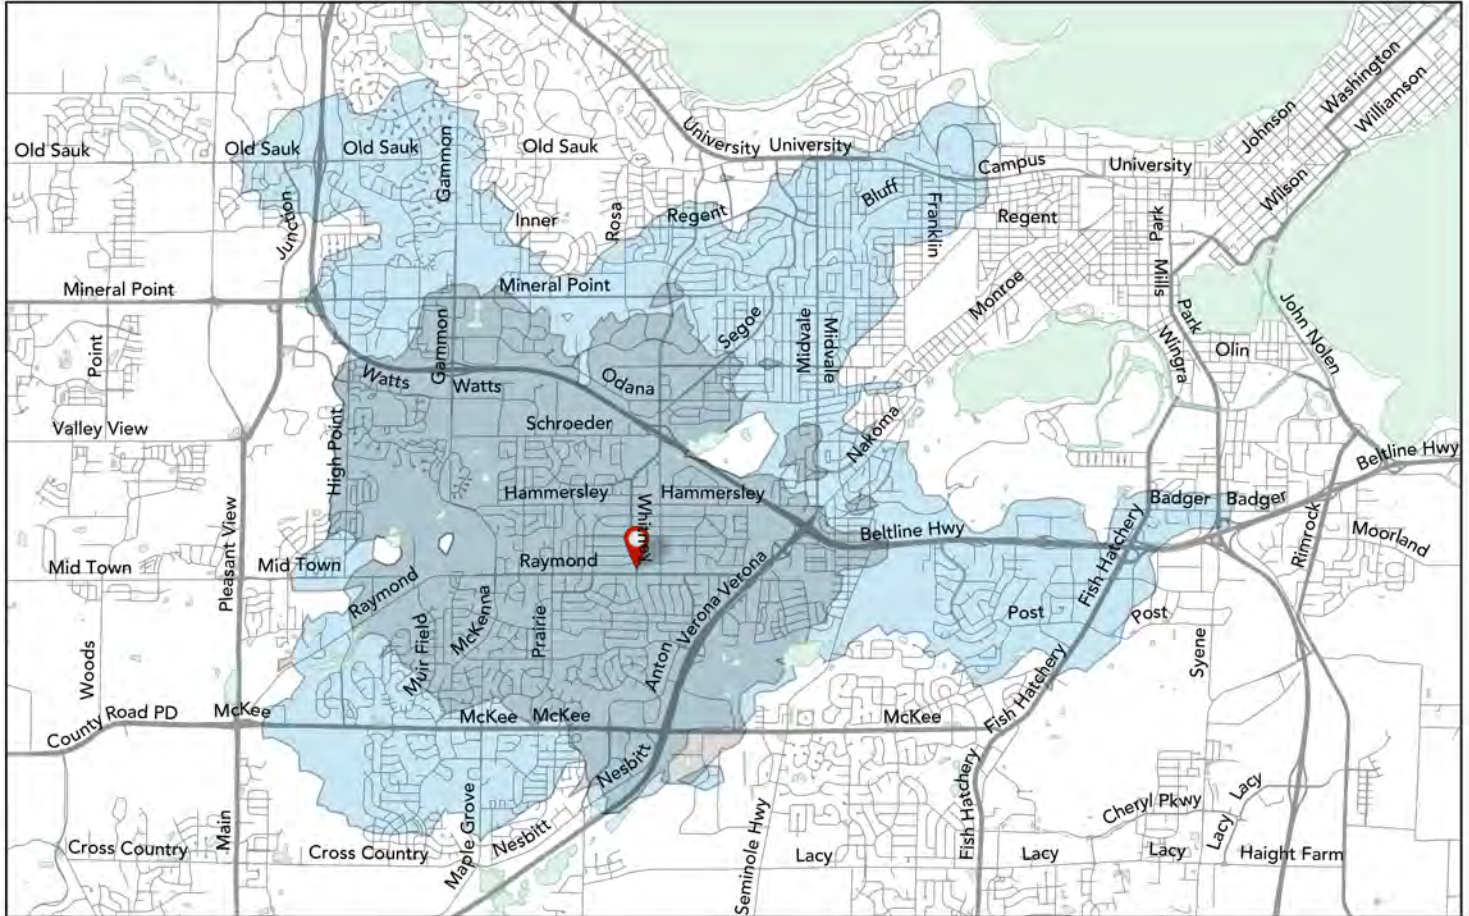 Washington
Williamson
Johnson
Old Sauk
Old Sauk
Old Sauk
Gammon
Old Sauk
University
University
Campus
University
Bluff
Franklin
Wilson
Junction
Inner
Rosa
Regent
Regent
Park
Mineral Point
Mineral Point
Mills
Monroe
Park
John Nolen
Point
Gammon
Segoe
Midvale
Midvale
Wingra
Olin
Watts
Watts
Odana
Valley View
High Point
Schroeder
Nakoma
Beltline Hwy
Hammersley
Hammersley
Badger
Badger
Pleasant View
Beltline Hwy
Fish Hatchery
Rimrock
Moorland
Mid Town
Mid Town
Raymond
Raymond
Verona
Verona
Muir Field
McKenna
Prairie
Post
Post
Woods
Anton
Syene
County Road PD
McKee
McKee
McKee
McKee
Fish Hatchery
Nesbitt
Fish Hatchery
Lacy
Cheryl Pkwy
Main
Maple Grove
Nesbitt
Seminole Hwy
Lacy
Cross Country
Cross Country
Lacy
Lacy
Lacy
Haight Farm